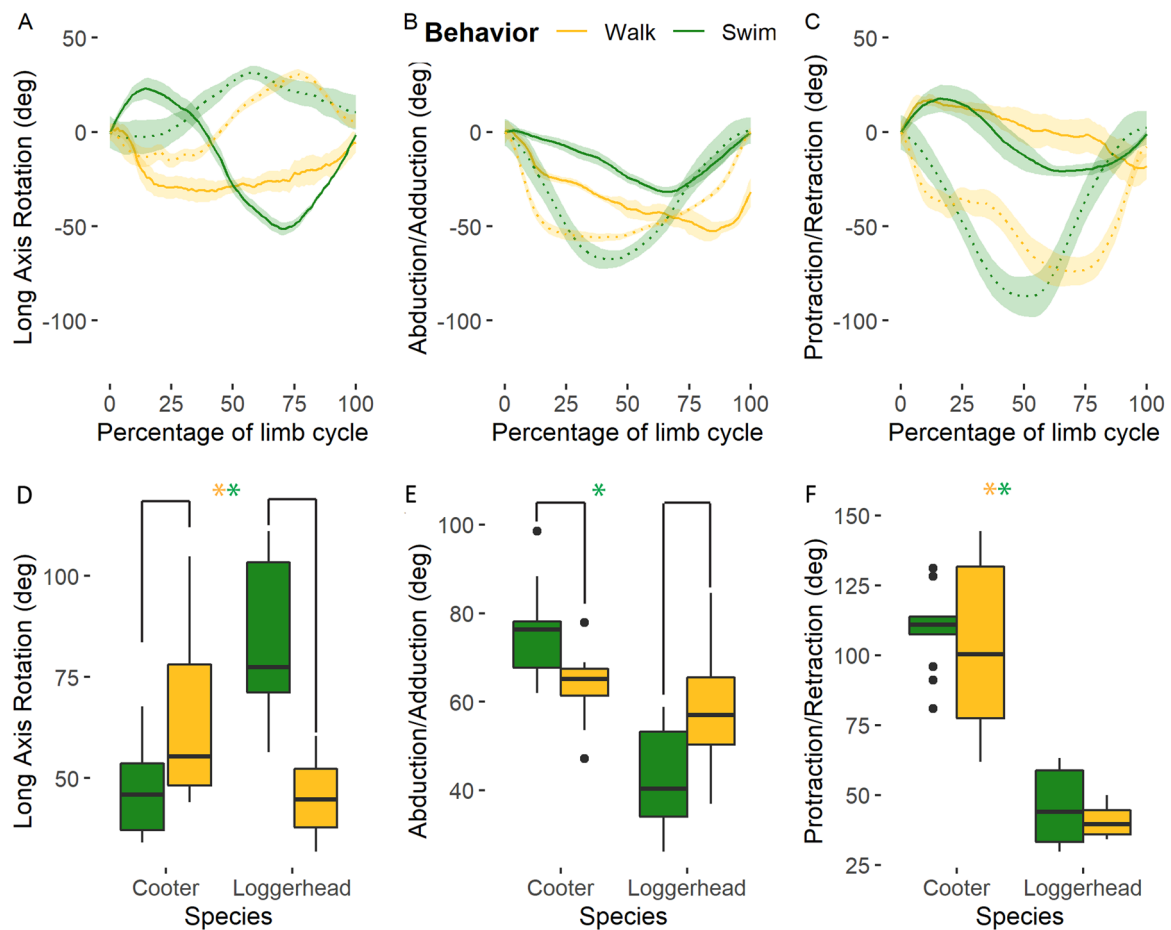 A
B
Behavior Walk Swim
C
Long Axis Rotation (deg)
50
0
-50
-100
0 25 50 75 100
Percentage of limb cycle
Abduction/Adduction (deg)
50
0
-50
-100
0 25 50 75 100
Percentage of limb cycle
Protraction/Retraction (deg)
50
0
-50
-100
0 25 50 75 100
Percentage of limb cycle
D
**
Long Axis Rotation (deg)
100
75
50
Cooter Loggerhead
Species
E
*
Abduction/Adduction (deg)
100
80
60
40
Cooter Loggerhead
Species
F
**
Protraction/Retraction (deg)
150
125
100
75
50
25
Cooter Loggerhead
Species